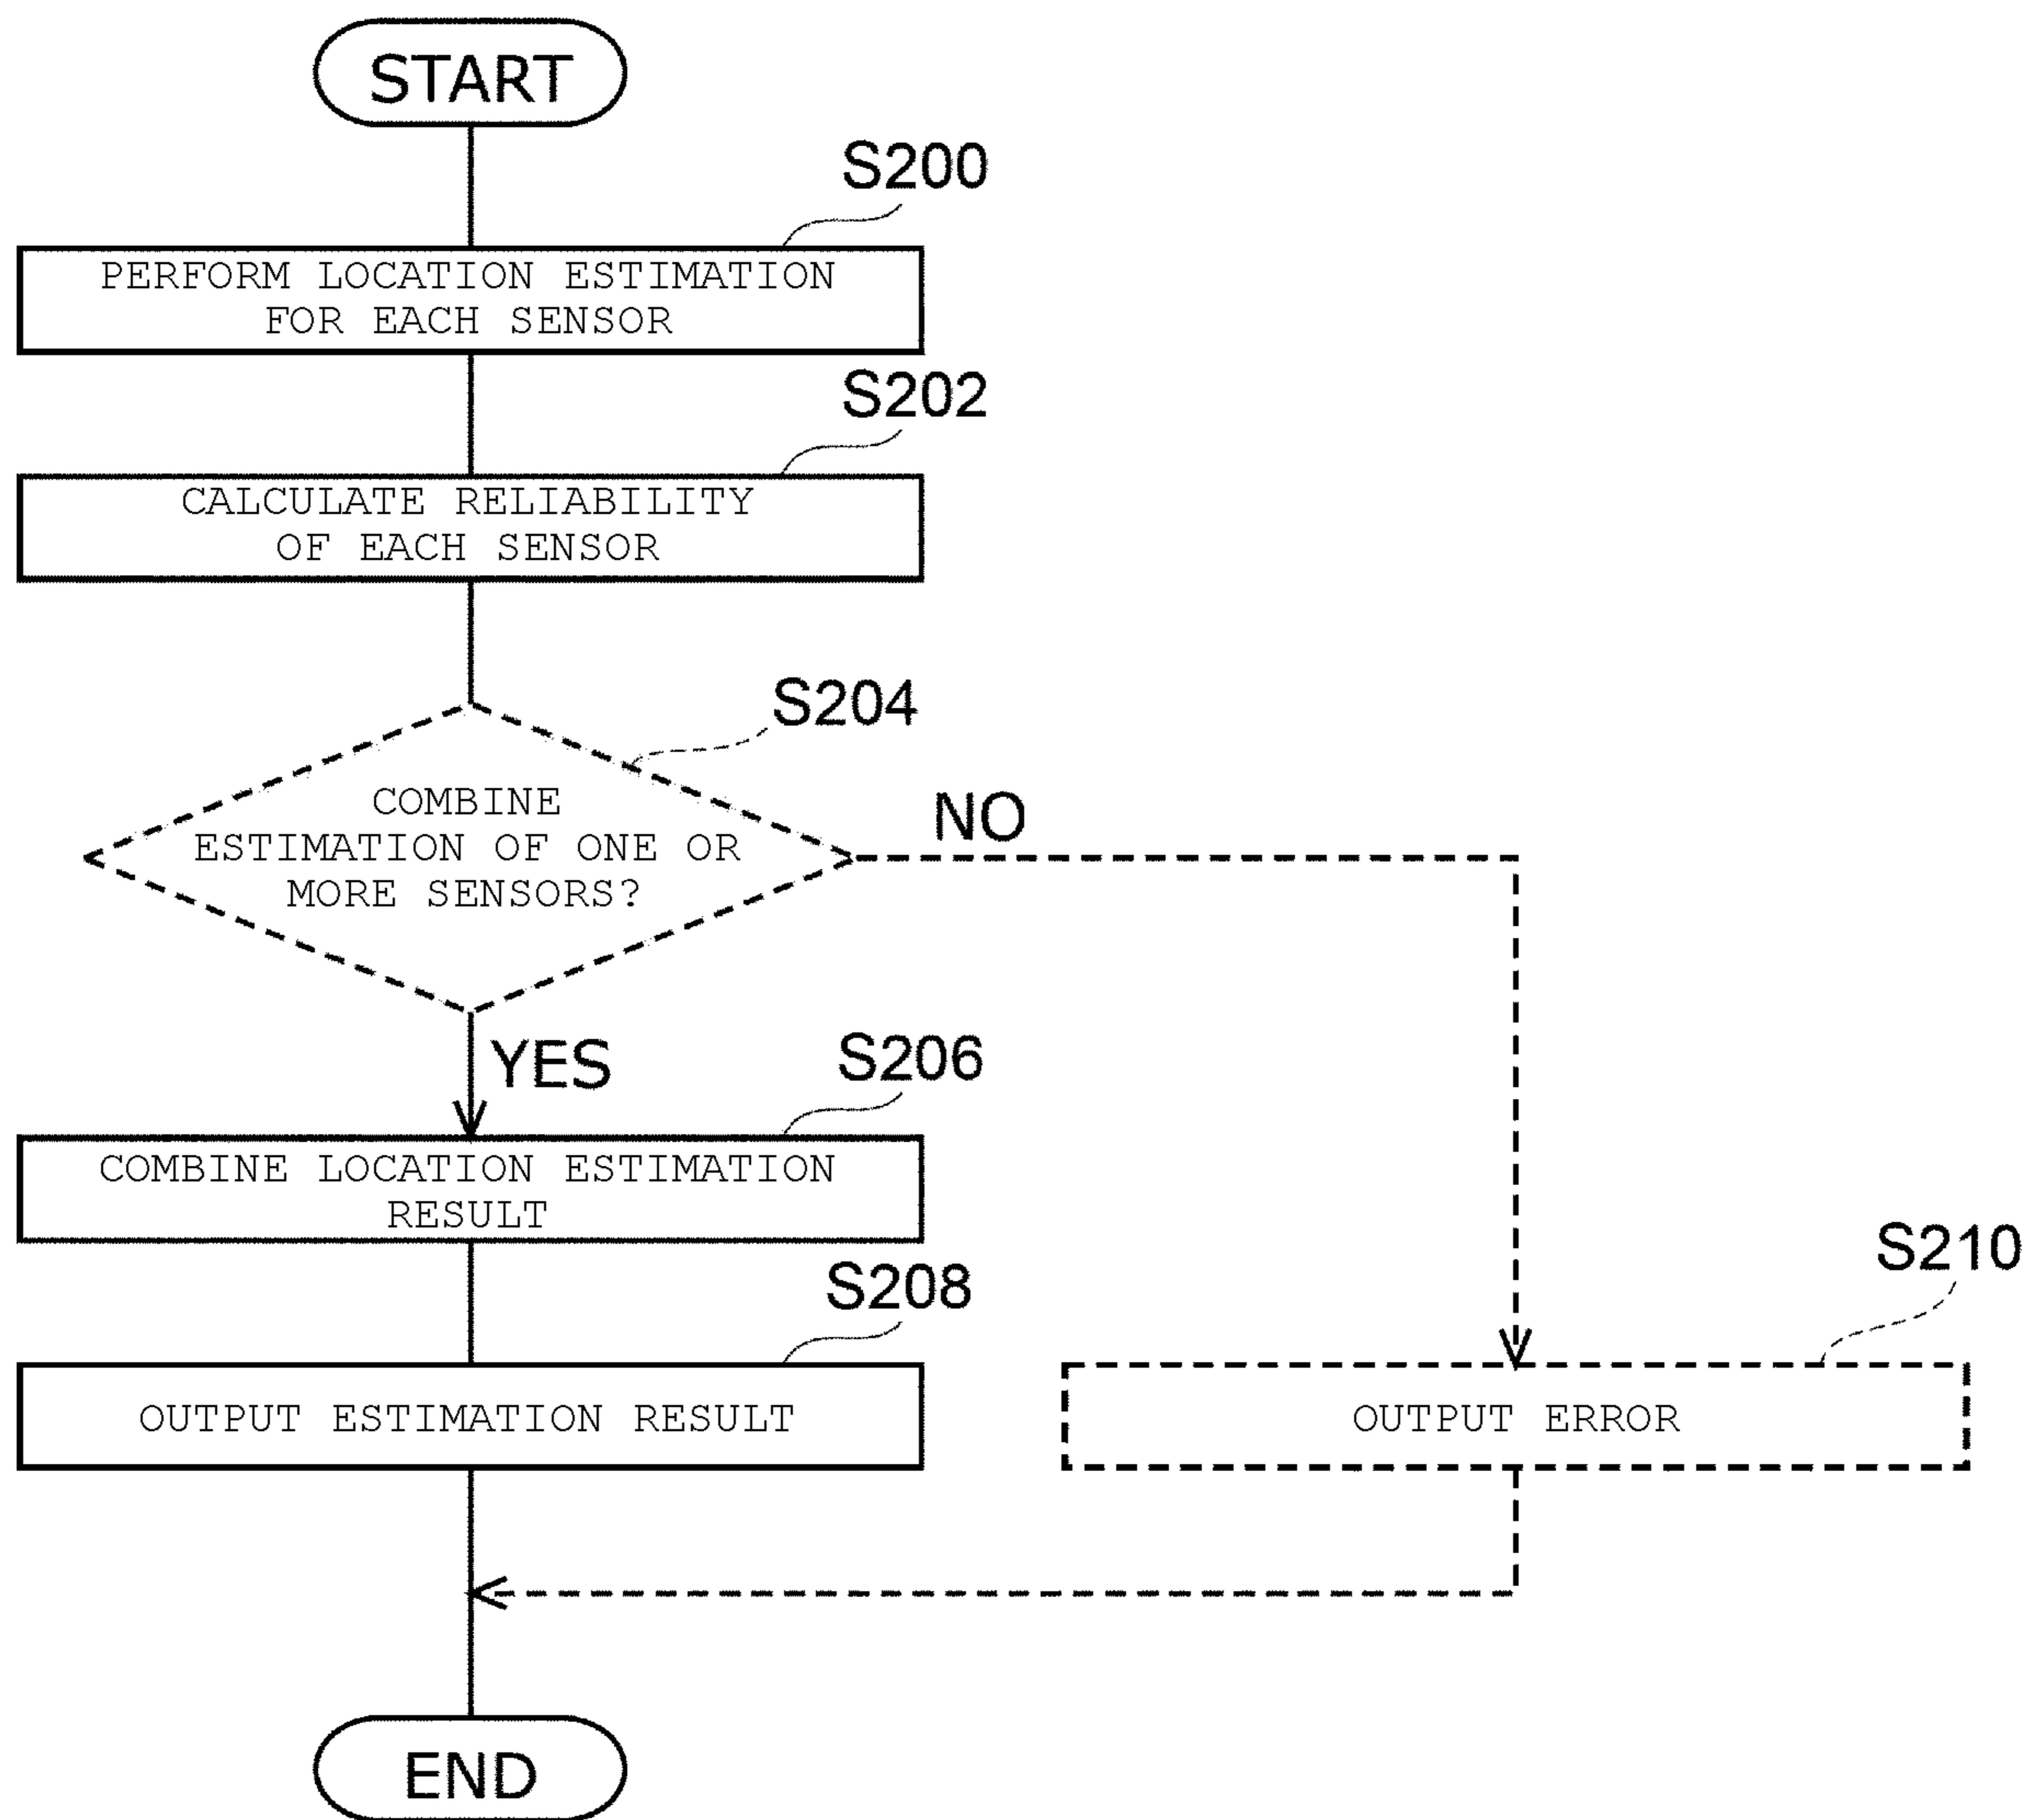 START
S200
PERFORM LOCATION ESTIMATION
FOR EACH SENSOR
S202
CALCULATE RELIABILITY
OF EACH SENSOR
S204
COMBINE
ESTIMATION OF ONE OR
MORE SENSORS?
NO
YES
S206
COMBINE LOCATION ESTIMATION
RESULT
S208
OUTPUT ESTIMATION RESULT
S210
OUTPUT ERROR
END